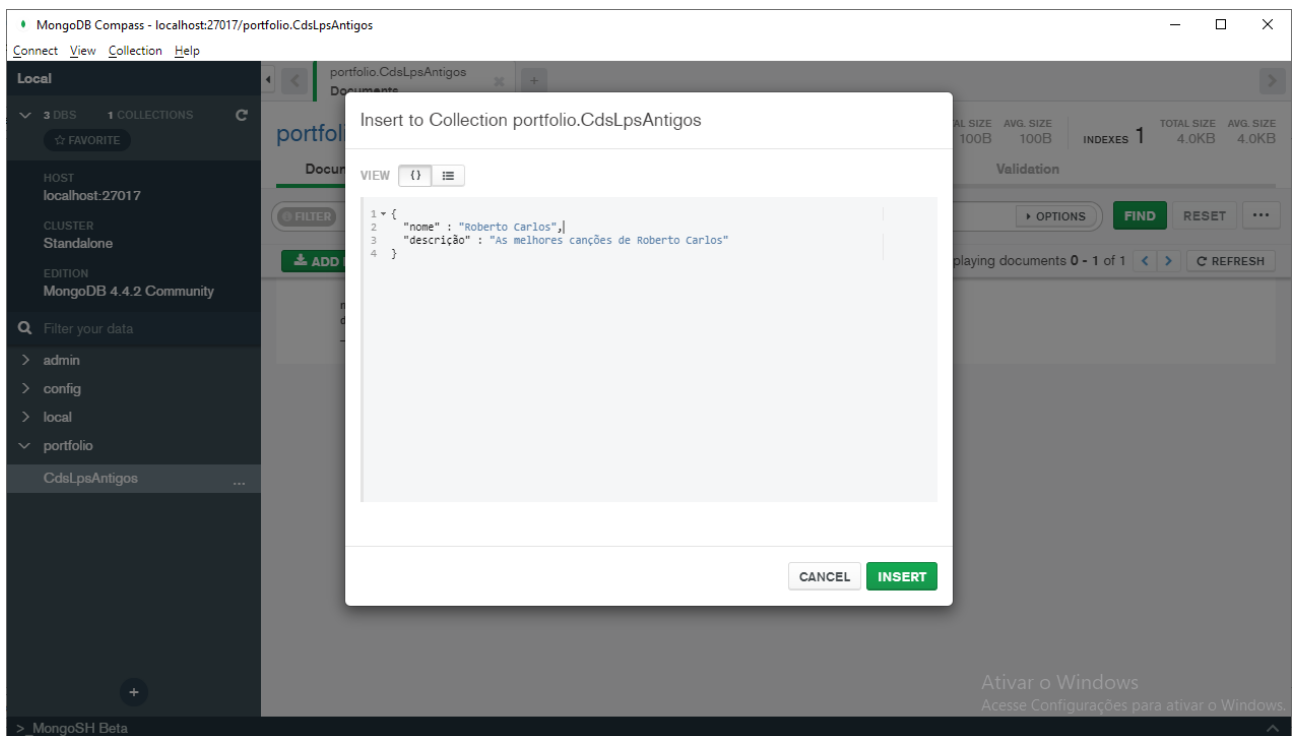 MongoDB Compass - localhost:27017/portfolio.CdsLpsAntigos
Connect View Collection Help
Local
3 DBS 1 COLLECTIONS
FAVORITE
HOST
localhost:27017
CLUSTER
Standalone
EDITION
MongoDB 4.4.2 Community
Filter your data
admin
config
local
portfolio
CdsLpsAntigos ...
>_MongoSH Beta
portfolio.CdsLpsAntigos
Documents
portfoli
AL SIZE AVG. SIZE
100B 100B
INDEXES 1
TOTAL SIZE AVG. SIZE
4.0KB 4.0KB
Docum
Validation
FILTER
OPTIONS FIND RESET ...
ADD
playing documents 0 - 1 of 1 < > REFRESH
Insert to Collection portfolio.CdsLpsAntigos
VIEW {}
1 {
2 "nome" : "Roberto Carlos",
3 "descrição" : "As melhores canções de Roberto Carlos"
4 }
CANCEL INSERT
Ativar o Windows
Acesse Configurações para ativar o Windows.